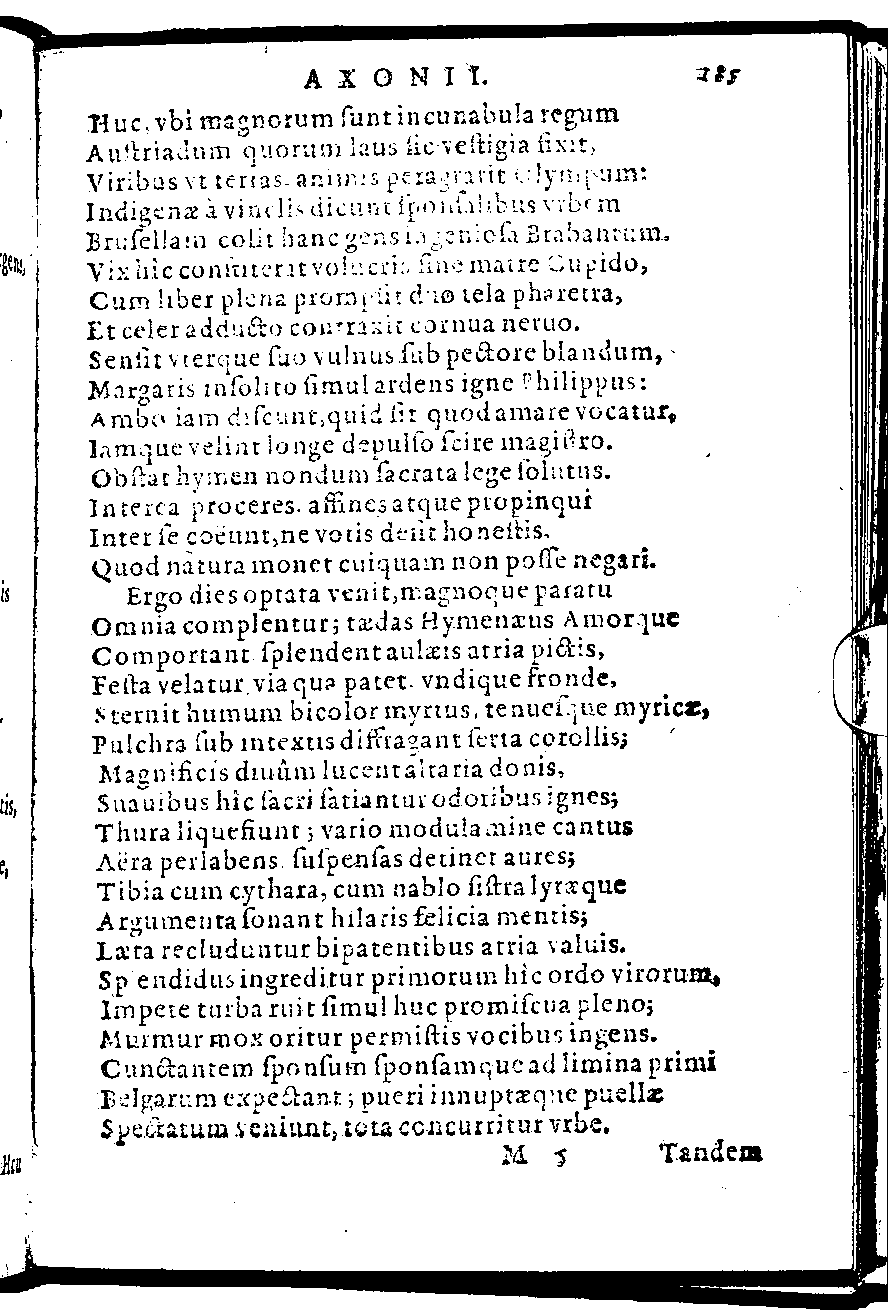 AXONII. 185
Huc, vbi magnorum ſunt incunabula regum
Auſtriadum quorum laus ſic veſtigia fixit,
Viribus vt terras, animis peragrarit Olympum:
Indigenæ à vinclis dicunt ſponſalibus vrbem
Bruſellam colit hanc gens ingenioſa Brabantum.
Vix hic conſtiterat volucris ſine matre Cupido,
Cum liber plena prompſit duo tela pharetra,
Et celer adducto contraxit cornua neruo.
Senſit vterque ſuo vulnus ſub pectore blandum,
Margaris inſolito ſimul ardens igne Philippus:
Ambo iam diſcunt, quid ſit quod amare vocatur,
Iamque velint longe depulſo ſcire magiſtro.
Obſtat hymen nondum ſacrata lege ſolutus.
Interea proceres, affines atque propinqui
Inter ſe coëunt, ne votis deſit honeſtis,
Quod natura monet cuiquam non poſſe negari.
Ergo dies optata venit, magnoque paratu
Omnia complentur; tædas Hymenæus Amorque
Comportant, ſplendent aulæis atria pictis,
Feſta velatur, via qua patet, vndique fronde,
Sternit humum bicolor myrtus, tenueſque myricæ,
Pulchra ſub intextis diffragant ſerta corollis;
Magnificis diuûm lucent altaria donis,
Suauibus hîc ſacri ſatiantur odoribus ignes;
Thura liquefiunt; vario modulamine cantus
Aëra perlabens, ſuſpenſas detinet aures;
Tibia cum cythara, cum nablo ſiſtra lyræque
Argumenta ſonant hilaris felicia mentis;
Læta recluduntur bipatentibus atria valuis.
Splendidus ingreditur primorum hîc ordo virorum,
Impete turba ruit ſimul huc promiſcua pleno;
Murmur mox oritur permiſtis vocibus ingens.
Cunctantem ſponſum ſponſamque ad limina primi
Belgarum expectant; pueri innuptæque puellæ
Spectatum veniunt, tota concurritur vrbe.
M 5 Tandem
gens,
is
tis,
e,
Heu